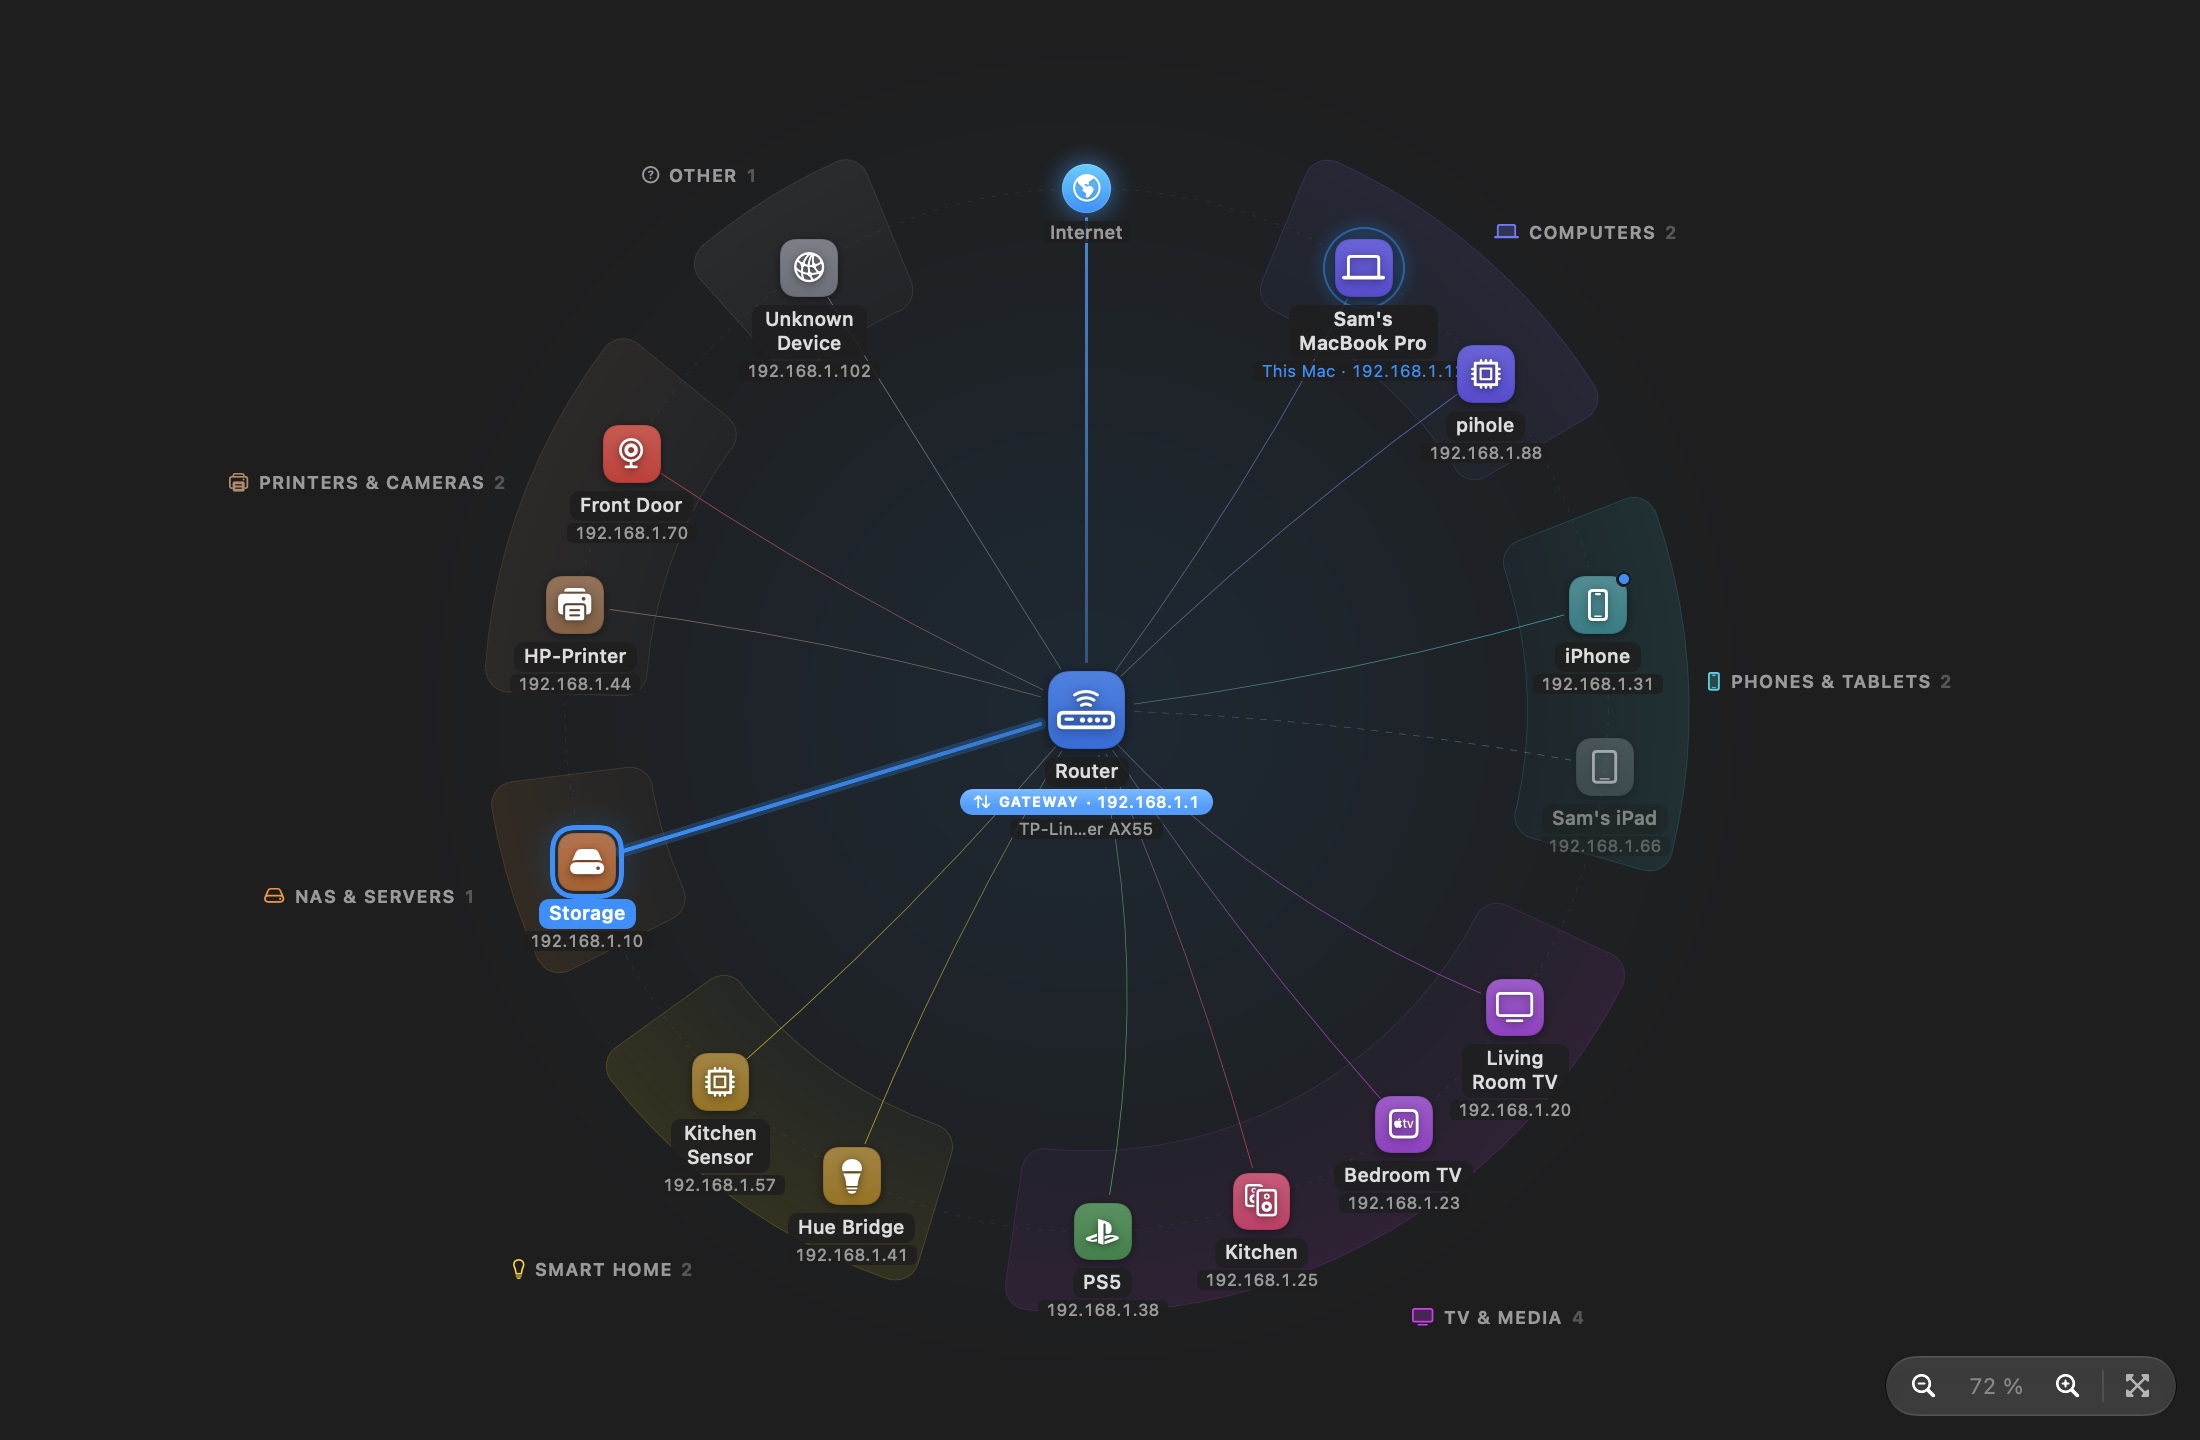 OTHER 1
Internet
COMPUTERS 2
Unknown
Device
192.168.1.102
Sam's
MacBook Pro
This Mac · 192.168.1.1
pihole
192.168.1.88
PRINTERS & CAMERAS 2
Front Door
192.168.1.70
HP-Printer
192.168.1.44
iPhone
192.168.1.31
PHONES & TABLETS 2
Sam's iPad
192.168.1.66
Router
GATEWAY · 192.168.1.1
TP-Lin...er AX55
NAS & SERVERS 1
Storage
192.168.1.10
Living
Room TV
192.168.1.20
Kitchen
Sensor
192.168.1.57
tv
Bedroom TV
192.168.1.23
Hue Bridge
192.168.1.41
Kitchen
192.168.1.25
PS5
192.168.1.38
SMART HOME 2
TV & MEDIA 4
72 %